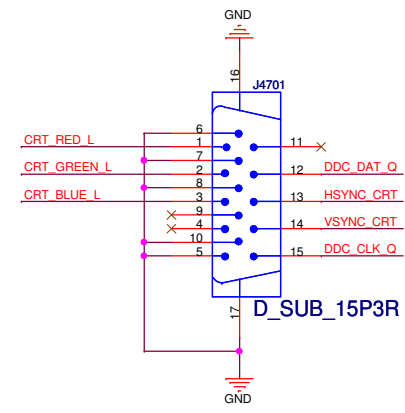 GND
16
J4701
6
CRT_RED_L 1 11
7
CRT_GREEN_L 2 12 DDC_DAT_Q
8
CRT_BLUE_L 3 13 HSYNC_CRT
9
4 14 VSYNC_CRT
10
5 15 DDC_CLK_Q
17
D_SUB_15P3R
GND